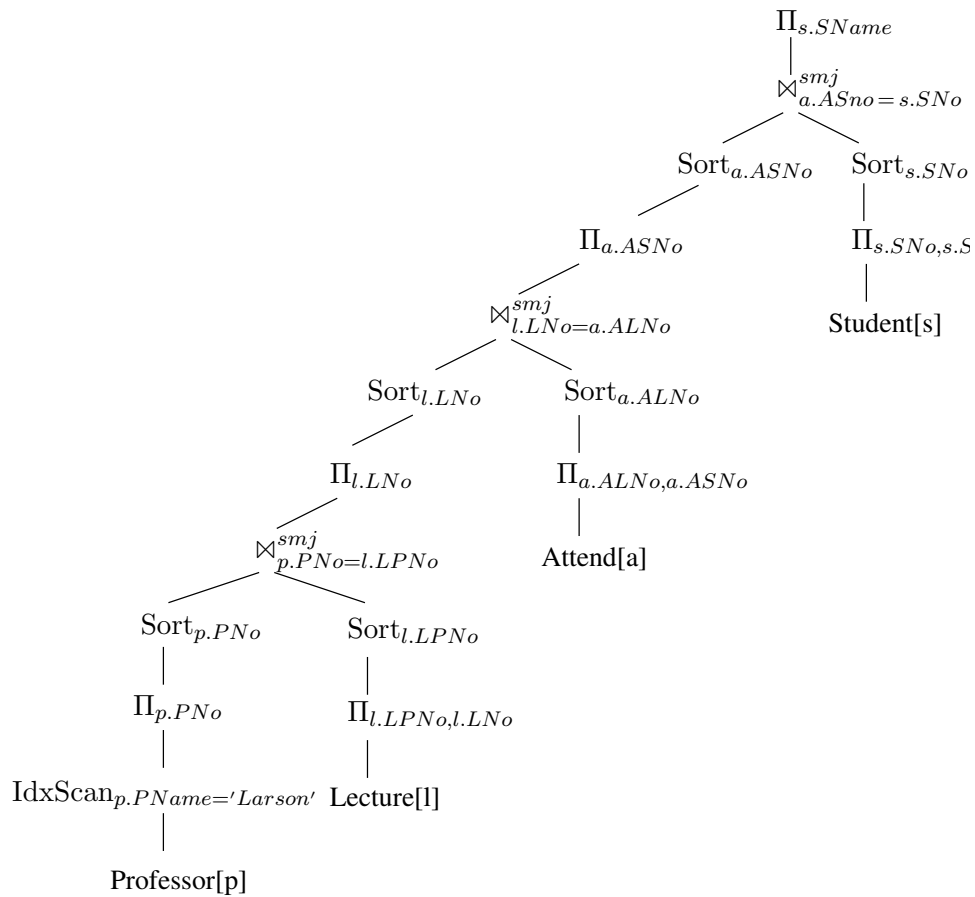 Π_{s.SName}
⋈^{smj}_{a.ASno = s.SNo}
Sort_{a.ASNo} Sort_{s.SNo}
Π_{a.ASNo} Π_{s.SNo,s.S
⋈^{smj}_{l.LNo=a.ALNo} Student[s]
Sort_{l.LNo} Sort_{a.ALNo}
Π_{l.LNo} Π_{a.ALNo,a.ASNo}
⋈^{smj}_{p.PNo=l.LPNo} Attend[a]
Sort_{p.PNo} Sort_{l.LPNo}
Π_{p.PNo} Π_{l.LPNo,l.LNo}
IdxScan_{p.PName='Larson'} Lecture[l]
Professor[p]